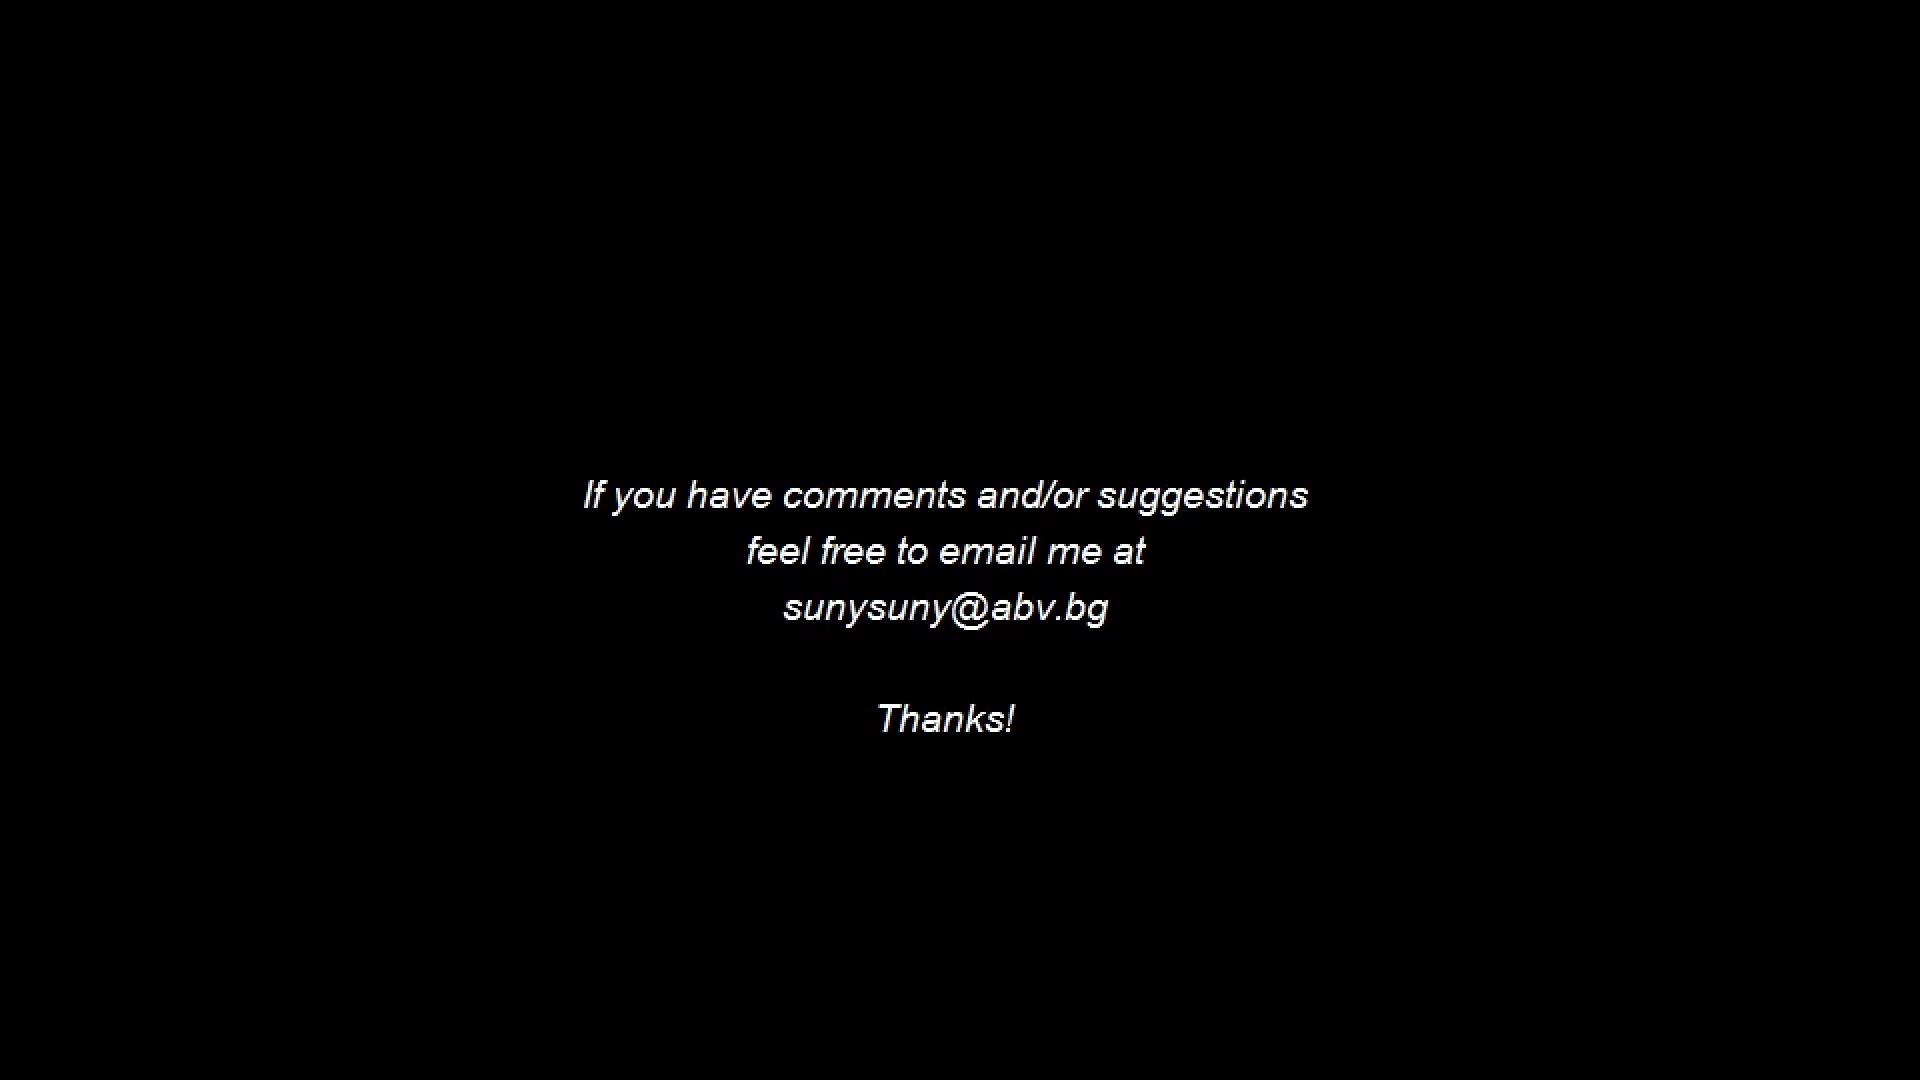 If you have comments and/or suggestions
feel free to email me at
sunysuny@abv.bg
Thanks!